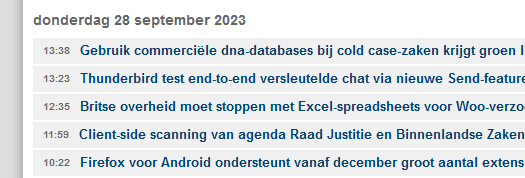 donderdag 28 september 2023
13:38 Gebruik commerciële dna-databases bij cold case-zaken krijgt groen
13:23 Thunderbird test end-to-end versleutelde chat via nieuwe Send-feature
12:35 Britse overheid moet stoppen met Excel-spreadsheets voor Woo-verzo
11:59 Client-side scanning van agenda Raad Justitie en Binnenlandse Zaken
10:22 Firefox voor Android ondersteunt vanaf december groot aantal extens